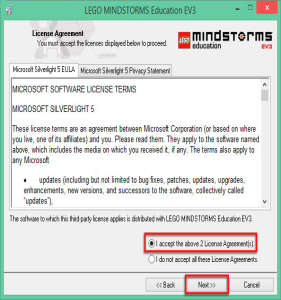 LEGO MINDSTORMS Education EV3
License Agreement
You must accept the licenses displayed below to proceed.
LEGO
mindstorms
education EV3
Microsoft Silverlight 5 EULA
Microsoft Silverlight 5 Privacy Statement
MICROSOFT SOFTWARE LICENSE TERMS
MICROSOFT SILVERLIGHT 5
These license terms are an agreement between Microsoft Corporation (or based on where
you live, one of its affiliates) and you. Please read them. They apply to the software named
above, which includes the media on which you received it, if any. The terms also apply to
any Microsoft
• updates (including but not limited to bug fixes, patches, updates, upgrades,
enhancements, new versions, and successors to the software, collectively called
"updates"),
The software to which this third-party license applies is distributed with LEGO MINDSTORMS Education EV3.
I accept the above 2 License Agreement(s).
I do not accept all these License Agreements.
<< Back
Next >>
Cancel